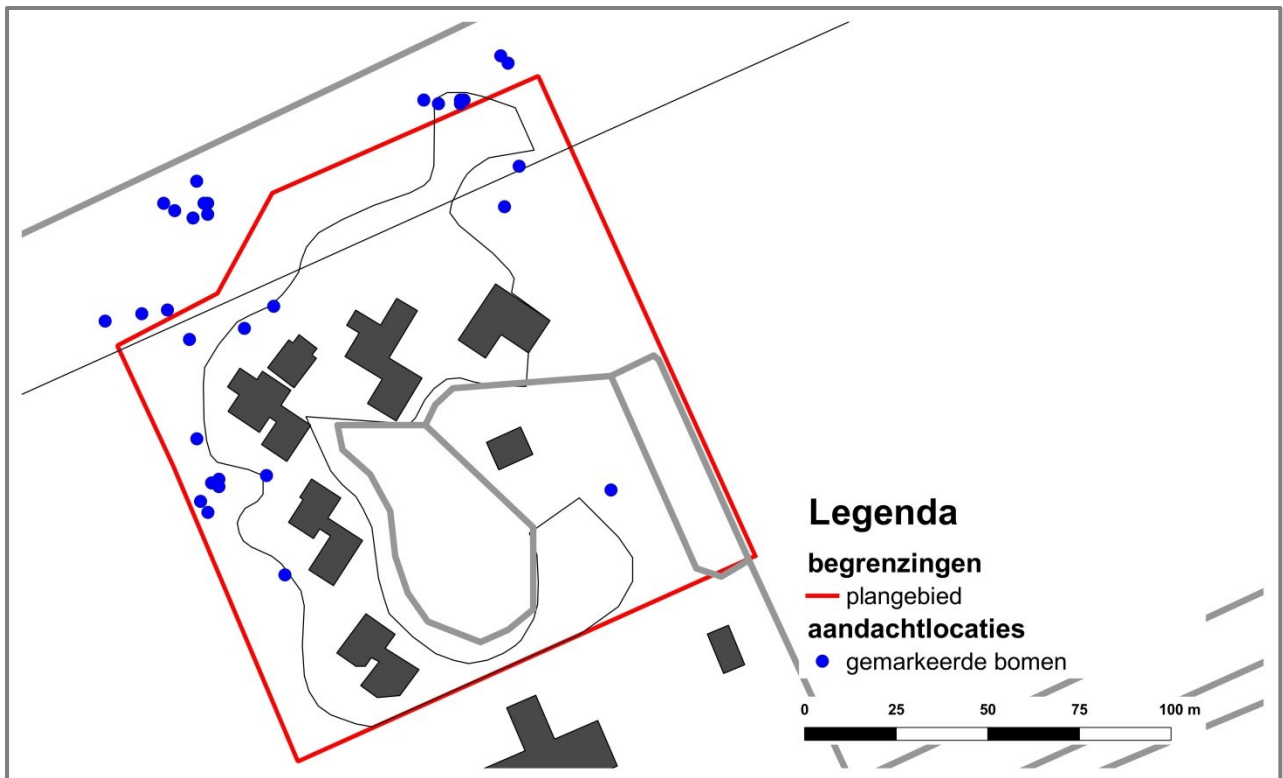 Legenda
begrenzingen
plangebied
aandachtlocaties
gemarkeerde bomen
0 25 50 75 100 m